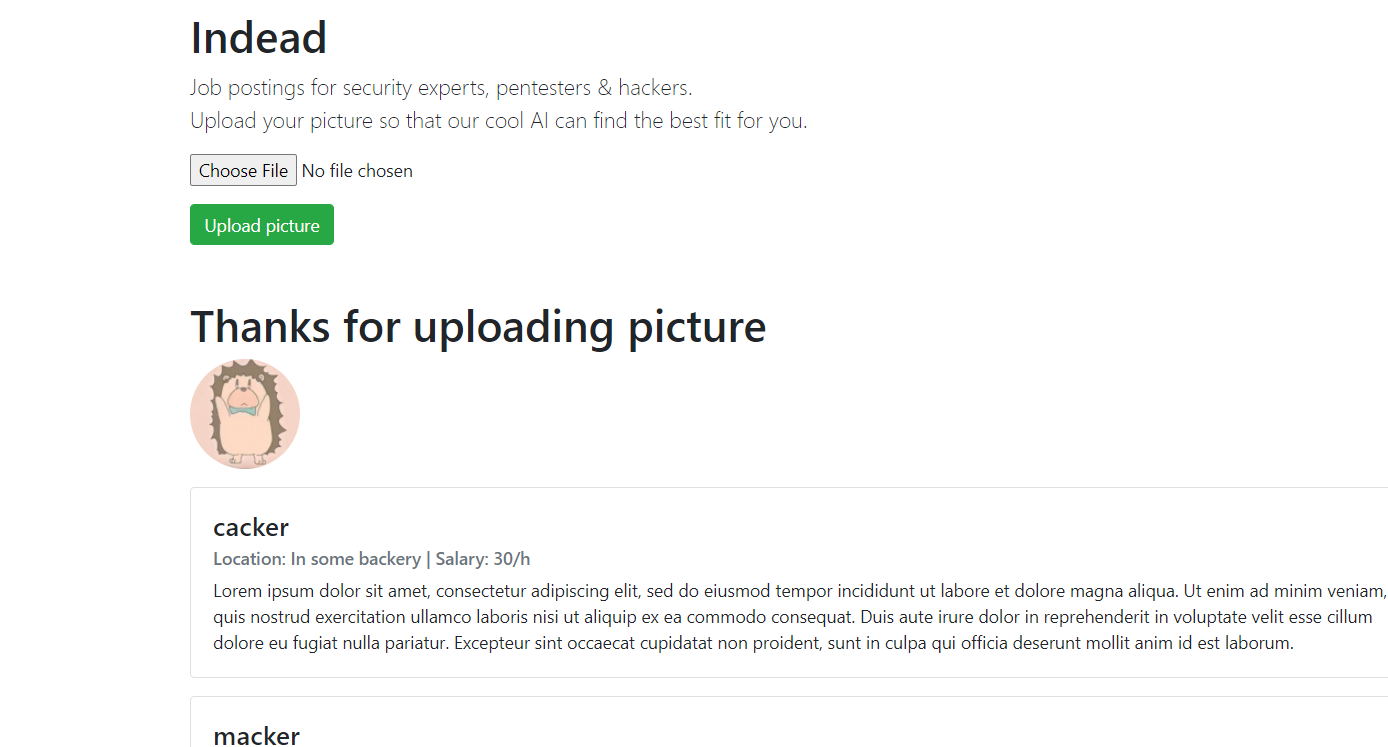 Indead
Job postings for security experts, pentesters & hackers.
Upload your picture so that our cool AI can find the best fit for you.
Choose File No file chosen
Upload picture
Thanks for uploading picture
cacker
Location: In some backery | Salary: 30/h
Lorem ipsum dolor sit amet, consectetur adipiscing elit, sed do eiusmod tempor incididunt ut labore et dolore magna aliqua. Ut enim ad minim veniam,
quis nostrud exercitation ullamco laboris nisi ut aliquip ex ea commodo consequat. Duis aute irure dolor in reprehenderit in voluptate velit esse cillum
dolore eu fugiat nulla pariatur. Excepteur sint occaecat cupidatat non proident, sunt in culpa qui officia deserunt mollit anim id est laborum.
macker